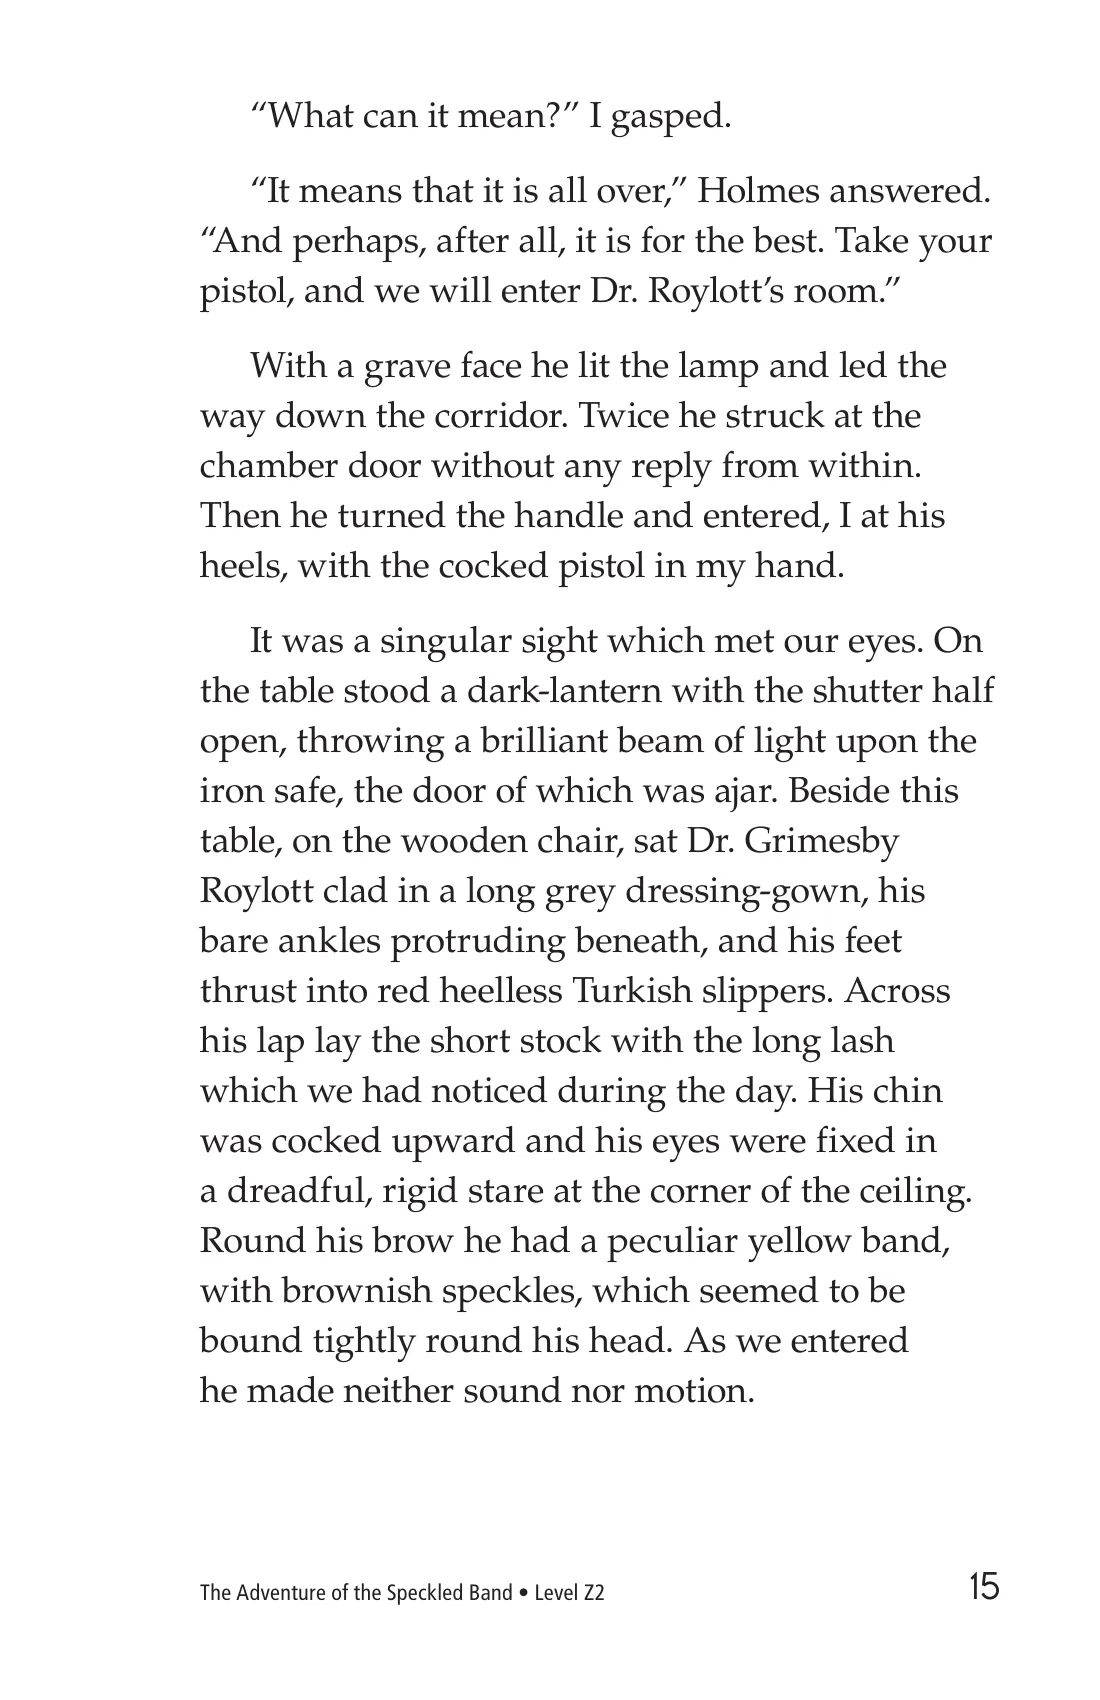 “What can it mean?” I gasped.
“It means that it is all over,” Holmes answered.
“And perhaps, after all, it is for the best. Take your
pistol, and we will enter Dr. Roylott’s room.”
With a grave face he lit the lamp and led the
way down the corridor. Twice he struck at the
chamber door without any reply from within.
Then he turned the handle and entered, I at his
heels, with the cocked pistol in my hand.
It was a singular sight which met our eyes. On
the table stood a dark-lantern with the shutter half
open, throwing a brilliant beam of light upon the
iron safe, the door of which was ajar. Beside this
table, on the wooden chair, sat Dr. Grimesby
Roylott clad in a long grey dressing-gown, his
bare ankles protruding beneath, and his feet
thrust into red heelless Turkish slippers. Across
his lap lay the short stock with the long lash
which we had noticed during the day. His chin
was cocked upward and his eyes were fixed in
a dreadful, rigid stare at the corner of the ceiling.
Round his brow he had a peculiar yellow band,
with brownish speckles, which seemed to be
bound tightly round his head. As we entered
he made neither sound nor motion.
The Adventure of the Speckled Band • Level Z2
15